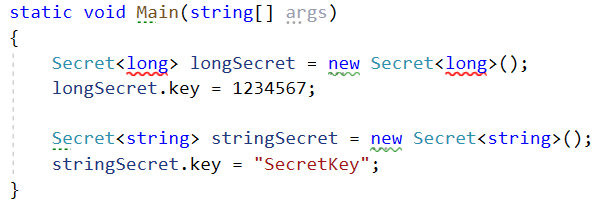 static void Main(string[] args)
{
Secret<long> longSecret = new Secret<long>();
longSecret.key = 1234567;
Secret<string> stringSecret = new Secret<string>();
stringSecret.key = "SecretKey";
}